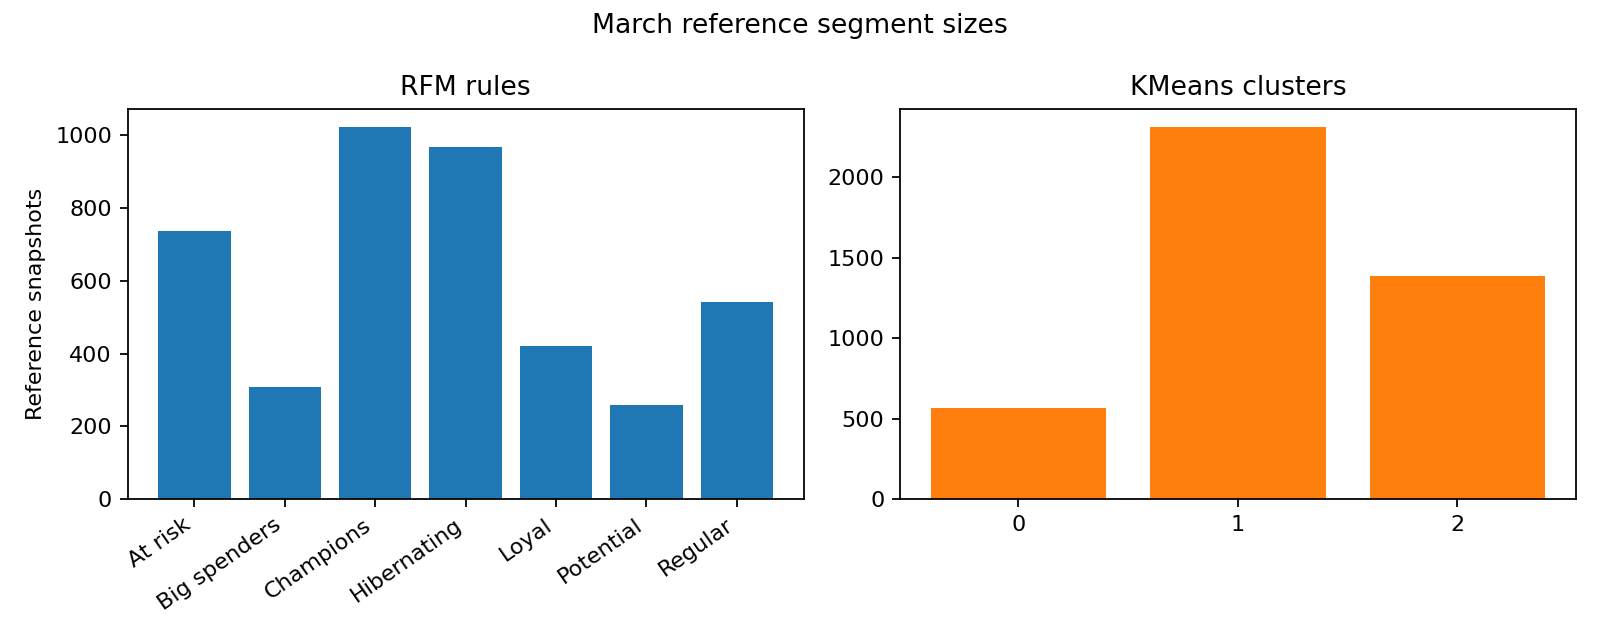 March reference segment sizes
RFM rules
Reference snapshots
1000
800
600
400
200
0
At risk
Big spenders
Champions
Hibernating
Loyal
Potential
Regular
KMeans clusters
2000
1500
1000
500
0
0
1
2